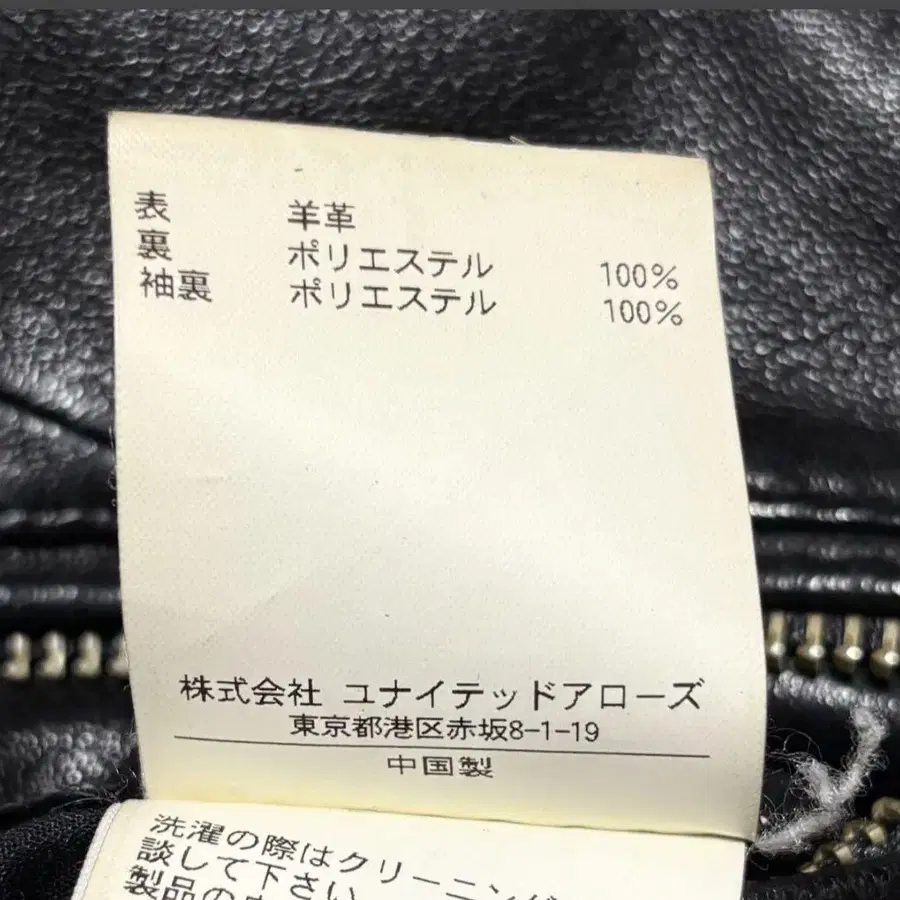 表 羊革
裏 ポリエステル 100%
袖裏 ポリエステル 100%
株式会社 ユナイテッドアローズ
東京都港区赤坂8-1-19
中国製
洗濯の際はクリーニング
談して下さい
製品の